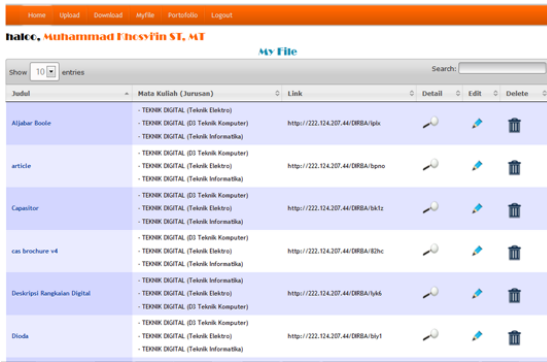 Home Upload Download MyFile Portofolio Logout
haloo, Muhammad Khosyi'in ST, MT
My File
Show 10 entries Search:
Judul Mata Kuliah (Jurusan) Link Detail Edit Delete
- TEKNIK DIGITAL (Teknik Elektro)
Aljabar Boole - TEKNIK DIGITAL (D3 Teknik Komputer) http://222.124.207.44/DIRBA/ipix
- TEKNIK DIGITAL (Teknik Informatika)
- TEKNIK DIGITAL (D3 Teknik Komputer)
article - TEKNIK DIGITAL (Teknik Elektro) http://222.124.207.44/DIRBA/bpno
- TEKNIK DIGITAL (Teknik Informatika)
- TEKNIK DIGITAL (D3 Teknik Komputer)
Capasitor - TEKNIK DIGITAL (Teknik Elektro) http://222.124.207.44/DIRBA/bk1z
- TEKNIK DIGITAL (Teknik Informatika)
- TEKNIK DIGITAL (D3 Teknik Komputer)
cas brochure v4 - TEKNIK DIGITAL (Teknik Elektro) http://222.124.207.44/DIRBA/82hc
- TEKNIK DIGITAL (Teknik Informatika)
- TEKNIK DIGITAL (Teknik Informatika)
Deskripsi Rangkaian Digital - TEKNIK DIGITAL (Teknik Elektro) http://222.124.207.44/DIRBA/lyk6
- TEKNIK DIGITAL (D3 Teknik Komputer)
- TEKNIK DIGITAL (D3 Teknik Komputer)
Dioda - TEKNIK DIGITAL (Teknik Elektro) http://222.124.207.44/DIRBA/bly1
- TEKNIK DIGITAL (Teknik Informatika)